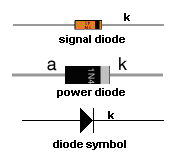 k
signal diode
a k
1N4
power diode
k
diode symbol